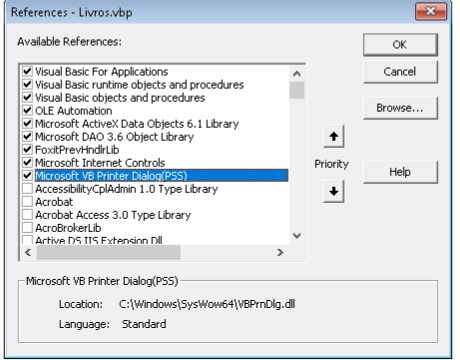 References - Livros.vbp
Available References:
Visual Basic For Applications
Visual Basic runtime objects and procedures
Visual Basic objects and procedures
OLE Automation
Microsoft ActiveX Data Objects 6.1 Library
Microsoft DAO 3.6 Object Library
FoxitPrevHndlrLib
Microsoft Internet Controls
Microsoft VB Printer Dialog(PSS)
AccessibilityCplAdmin 1.0 Type Library
Acrobat
Acrobat Access 3.0 Type Library
AcroBrokerLib
Active DS IIS Extension Dll
OK
Cancel
Browse...
Priority
Help
Microsoft VB Printer Dialog(PSS)
Location: C:\Windows\SysWow64\VBPrnDlg.dll
Language: Standard